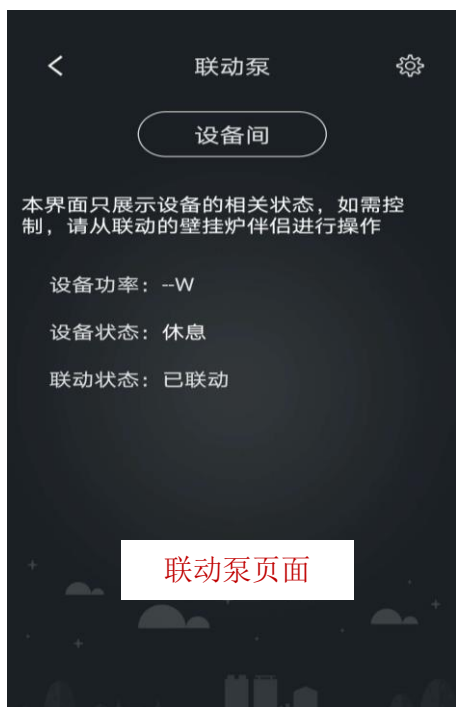 联动泵
设备间
本界面只展示设备的相关状态，如需控
制，请从联动的壁挂炉伴侣进行操作
设备功率：--W
设备状态：休息
联动状态：已联动
联动泵页面